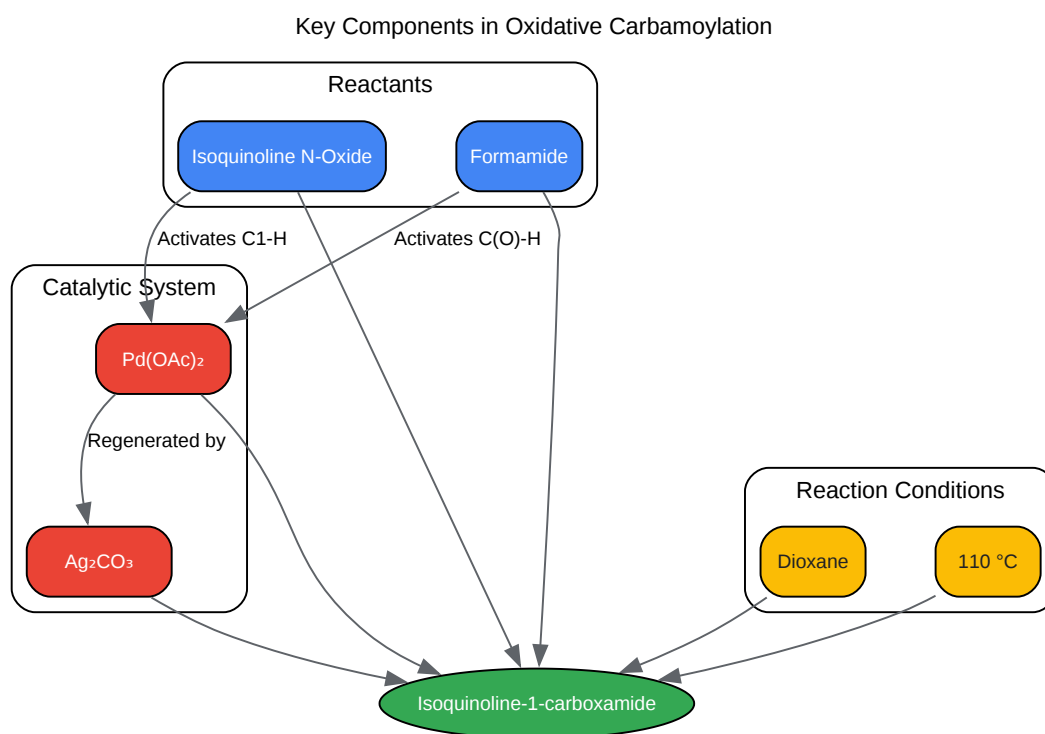 Key Components in Oxidative Carbamoylation
Reactants
Isoquinoline N-Oxide
Formamide
Activates C1-H
Activates C(O)-H
Catalytic System
Pd(OAc)₂
Regenerated by
Reaction Conditions
Ag₂CO₃
Dioxane
110 °C
Isoquinoline-1-carboxamide